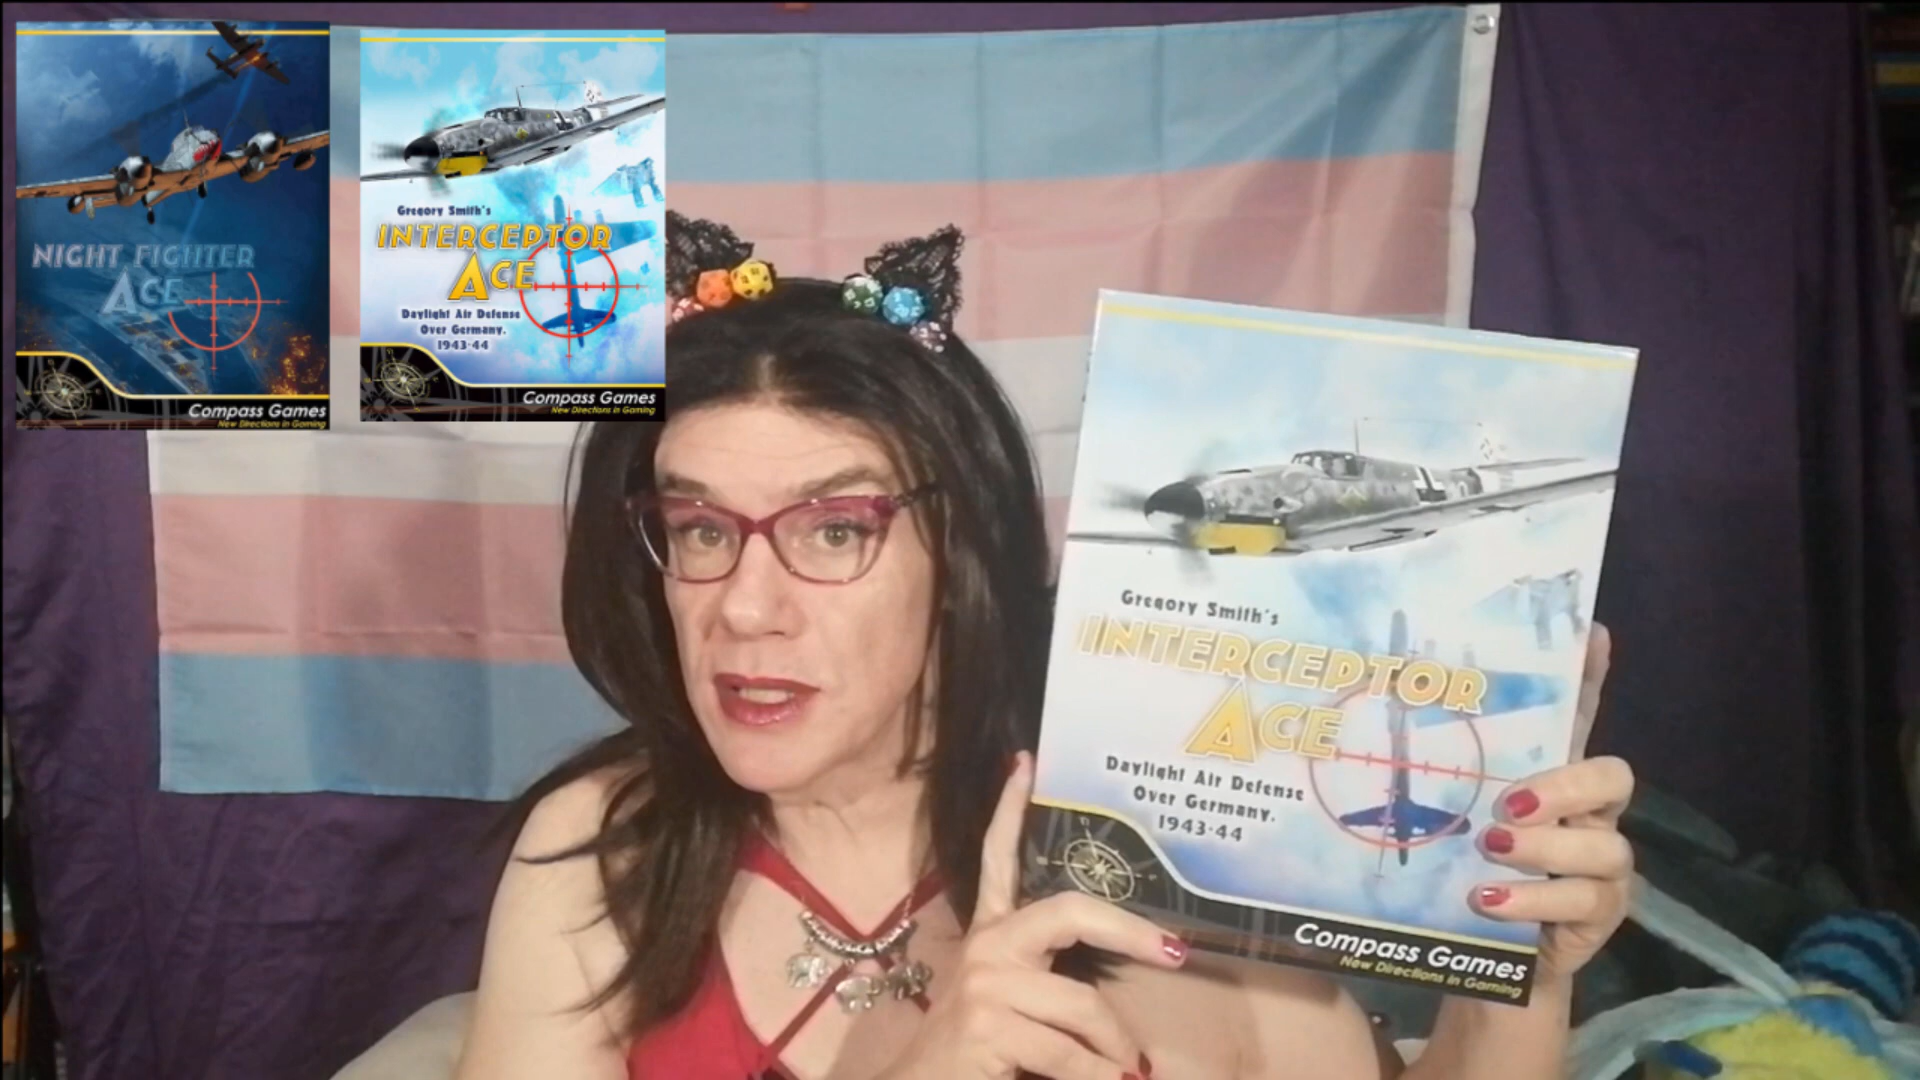 NIGHT FIGHTER
ACE
Compass Games
New Directions in Gaming
Gregory Smith's
INTERCEPTOR
ACE
Daylight Air Defense
Over Germany,
1943-44
Compass Games
New Directions in Gaming
Gregory Smith's
INTERCEPTOR
ACE
Daylight Air Defense
Over Germany,
1943-44
Compass Games
New Directions in Gaming